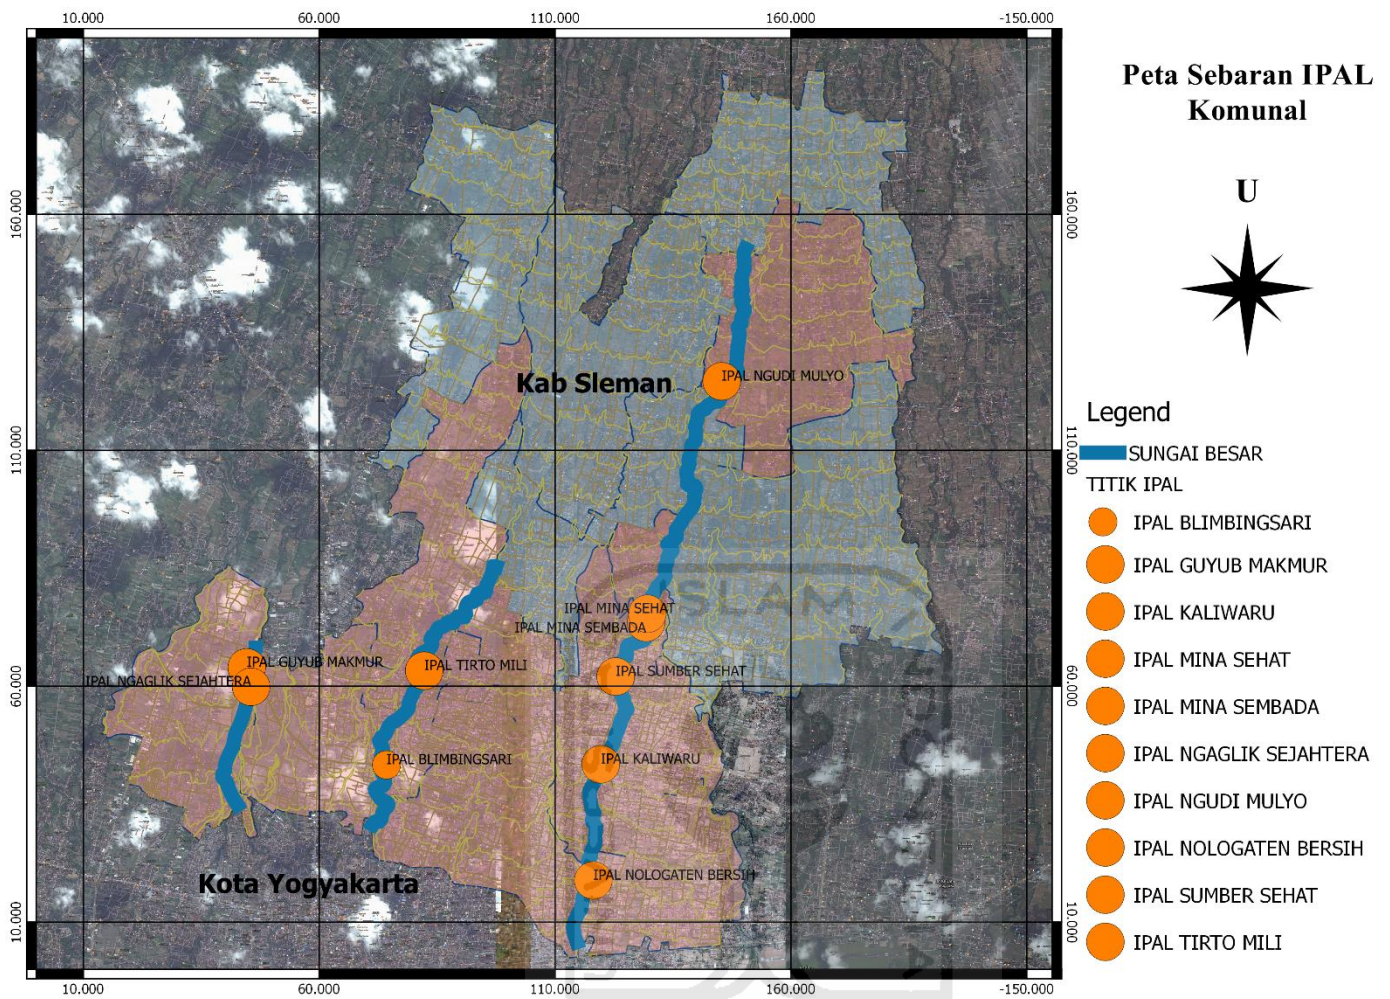 10.000 60.000 110.000 160.000 -150.000
Peta Sebaran IPAL
Komunal
U
160.000 160.000
IPAL NGUDI MULYO
Kab Sleman
110.000 110.000
IPAL MINA SEHAT
ISLAM
IPAL MINA SEMBADA
IPAL GUYUB MAKMUR
IPAL TIRTO MILI
IPAL SUMBER SEHAT
IPAL NGAGLIK SEJAHTERA
60.000 60.000
IPAL BLIMBINGSARI
IPAL KALIWARU
IPAL NOLOGATEN BERSIH
Kota Yogyakarta
10.000 10.000
10.000 60.000 110.000 160.000 -150.000
Legend
SUNGAI BESAR
TITIK IPAL
IPAL BLIMBINGSARI
IPAL GUYUB MAKMUR
IPAL KALIWARU
IPAL MINA SEHAT
IPAL MINA SEMBADA
IPAL NGAGLIK SEJAHTERA
IPAL NGUDI MULYO
IPAL NOLOGATEN BERSIH
IPAL SUMBER SEHAT
IPAL TIRTO MILI